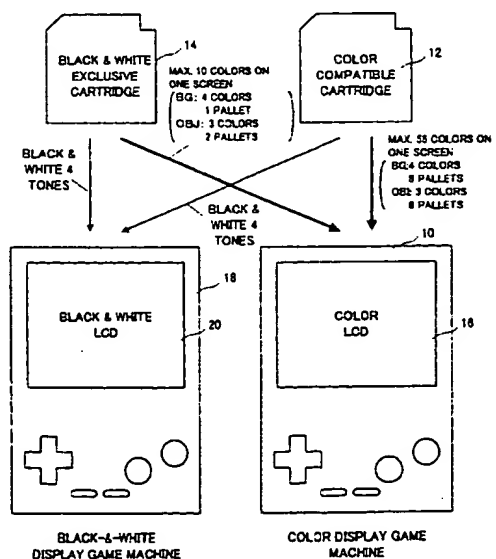 BLACK & WHITE
EXCLUSIVE
CARTRIDGE
14
MAX. 10 COLORS ON
ONE SCREEN
BG: 4 COLORS
1 PALLET
OBJ: 3 COLORS
2 PALLETS
COLOR
COMPATIBLE
CARTRIDGE
12
BLACK &
WHITE 4
TONES
BLACK &
WHITE 4
TONES
MAX. 56 COLORS ON
ONE SCREEN
BG:4 COLORS
8 PALLETS
OBJ: 3 COLORS
8 PALLETS
BLACK & WHITE
LCD
18
20
10
COLOR
LCD
16
BLACK-&-WHITE
DISPLAY GAME MACHINE
COLOR DISPLAY GAME
MACHINE